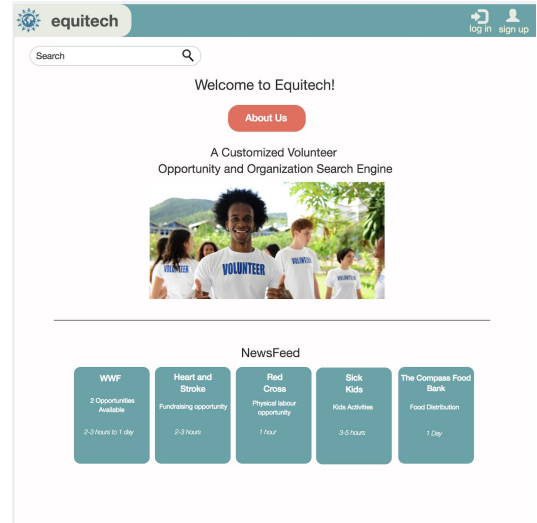 equitech
log in sign up
Search
Welcome to Equitech!
About Us
A Customized Volunteer
Opportunity and Organization Search Engine
VOLUNTEER
VOLUNTEER
VOLUNTEER
VOLUNTEER
NewsFeed
WWF
2 Opportunities
Available
2-3 hours to 1 day
Heart and
Stroke
Fundraising opportunity
2-3 hours
Red
Cross
Physical labour
opportunity
1 hour
Sick
Kids
Kids Activities
3-5 hours
The Compass Food
Bank
Food Distribution
1 Day